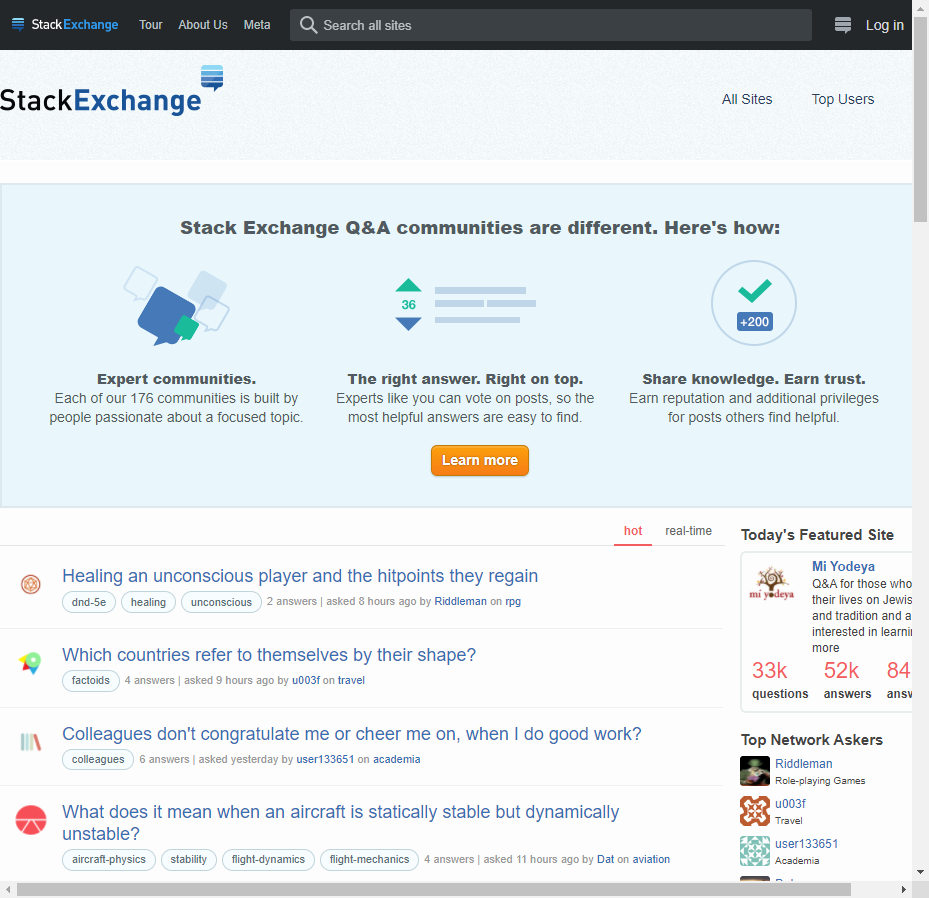 StackExchange Tour About Us Meta Search all sites Log in
StackExchange
All Sites Top Users
Stack Exchange Q&A communities are different. Here's how:
36
+200
Expert communities.
Each of our 176 communities is built by
people passionate about a focused topic.
The right answer. Right on top.
Experts like you can vote on posts, so the
most helpful answers are easy to find.
Share knowledge. Earn trust.
Earn reputation and additional privileges
for posts others find helpful.
Learn more
hot real-time
Healing an unconscious player and the hitpoints they regain
dnd-5e healing unconscious 2 answers | asked 8 hours ago by Riddleman on rpg
Which countries refer to themselves by their shape?
factoids 4 answers | asked 9 hours ago by u003f on travel
Colleagues don't congratulate me or cheer me on, when I do good work?
colleagues 6 answers | asked yesterday by user133651 on academia
What does it mean when an aircraft is statically stable but dynamically
unstable?
aircraft-physics stability flight-dynamics flight-mechanics 4 answers | asked 11 hours ago by Dat on aviation
Today's Featured Site
mi yodeya
Mi Yodeya
Q&A for those who
their lives on Jewis
and tradition and a
interested in learni
more
33k 52k 84
questions answers answ
Top Network Askers
Riddleman
Role-playing Games
u003f
Travel
user133651
Academia